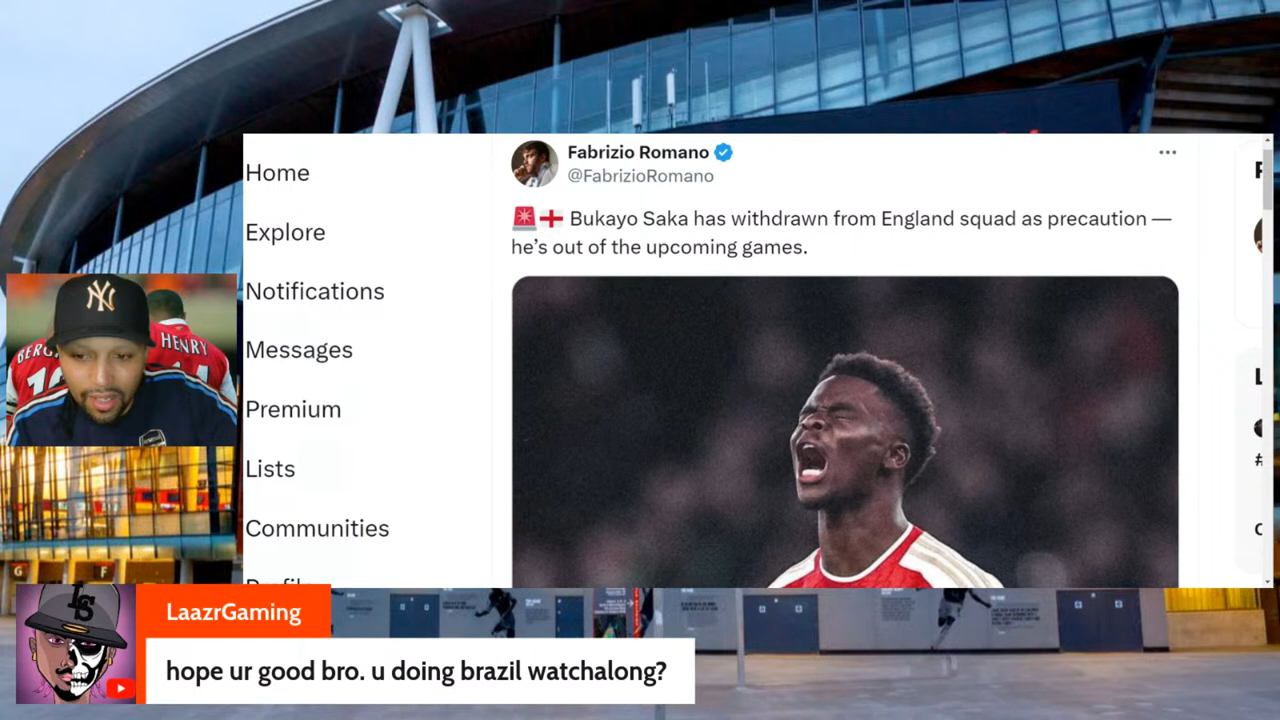 Home
Explore
Notifications
Messages
Premium
Lists
Communities
Fabrizio Romano
@FabrizioRomano
🚨🏴󠁧󠁢󠁥󠁮󠁧󠁿 Bukayo Saka has withdrawn from England squad as precaution —
he’s out of the upcoming games.
NY
HENRY
G
F
LS
LaazrGaming
hope ur good bro. u doing brazil watchalong?